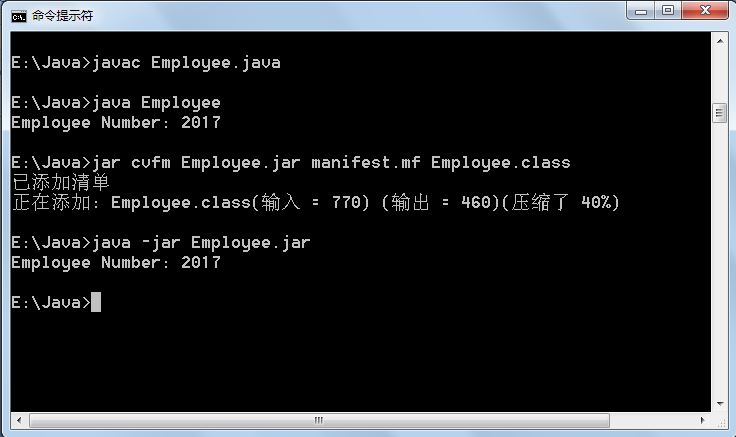 命令提示符
E:\Java>javac Employee.java
E:\Java>java Employee
Employee Number: 2017
E:\Java>jar cvfm Employee.jar manifest.mf Employee.class
已添加清单
正在添加: Employee.class(输入 = 770) (输出 = 460)(压缩了 40%)
E:\Java>java -jar Employee.jar
Employee Number: 2017
E:\Java>